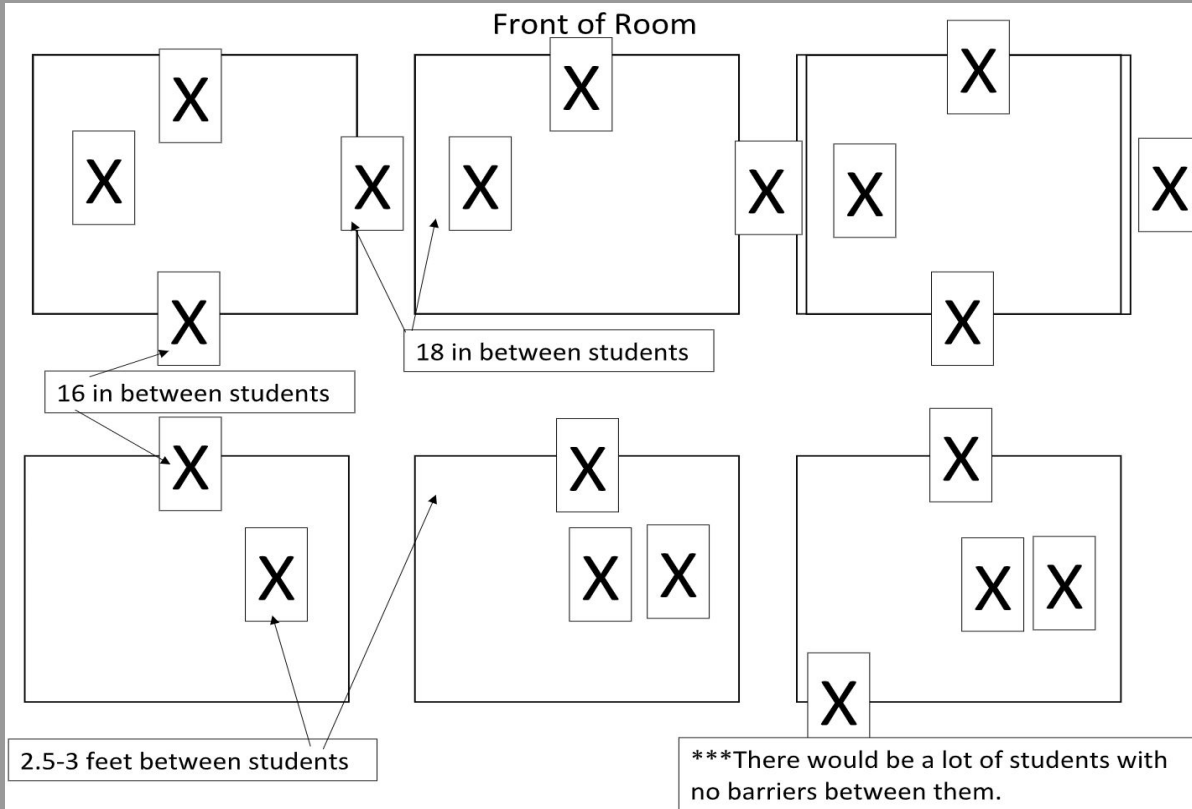 Front of Room
X X X
X X X X X X
X X
18 in between students
16 in between students
X X X
X X X X X
X
2.5-3 feet between students
***There would be a lot of students with
no barriers between them.